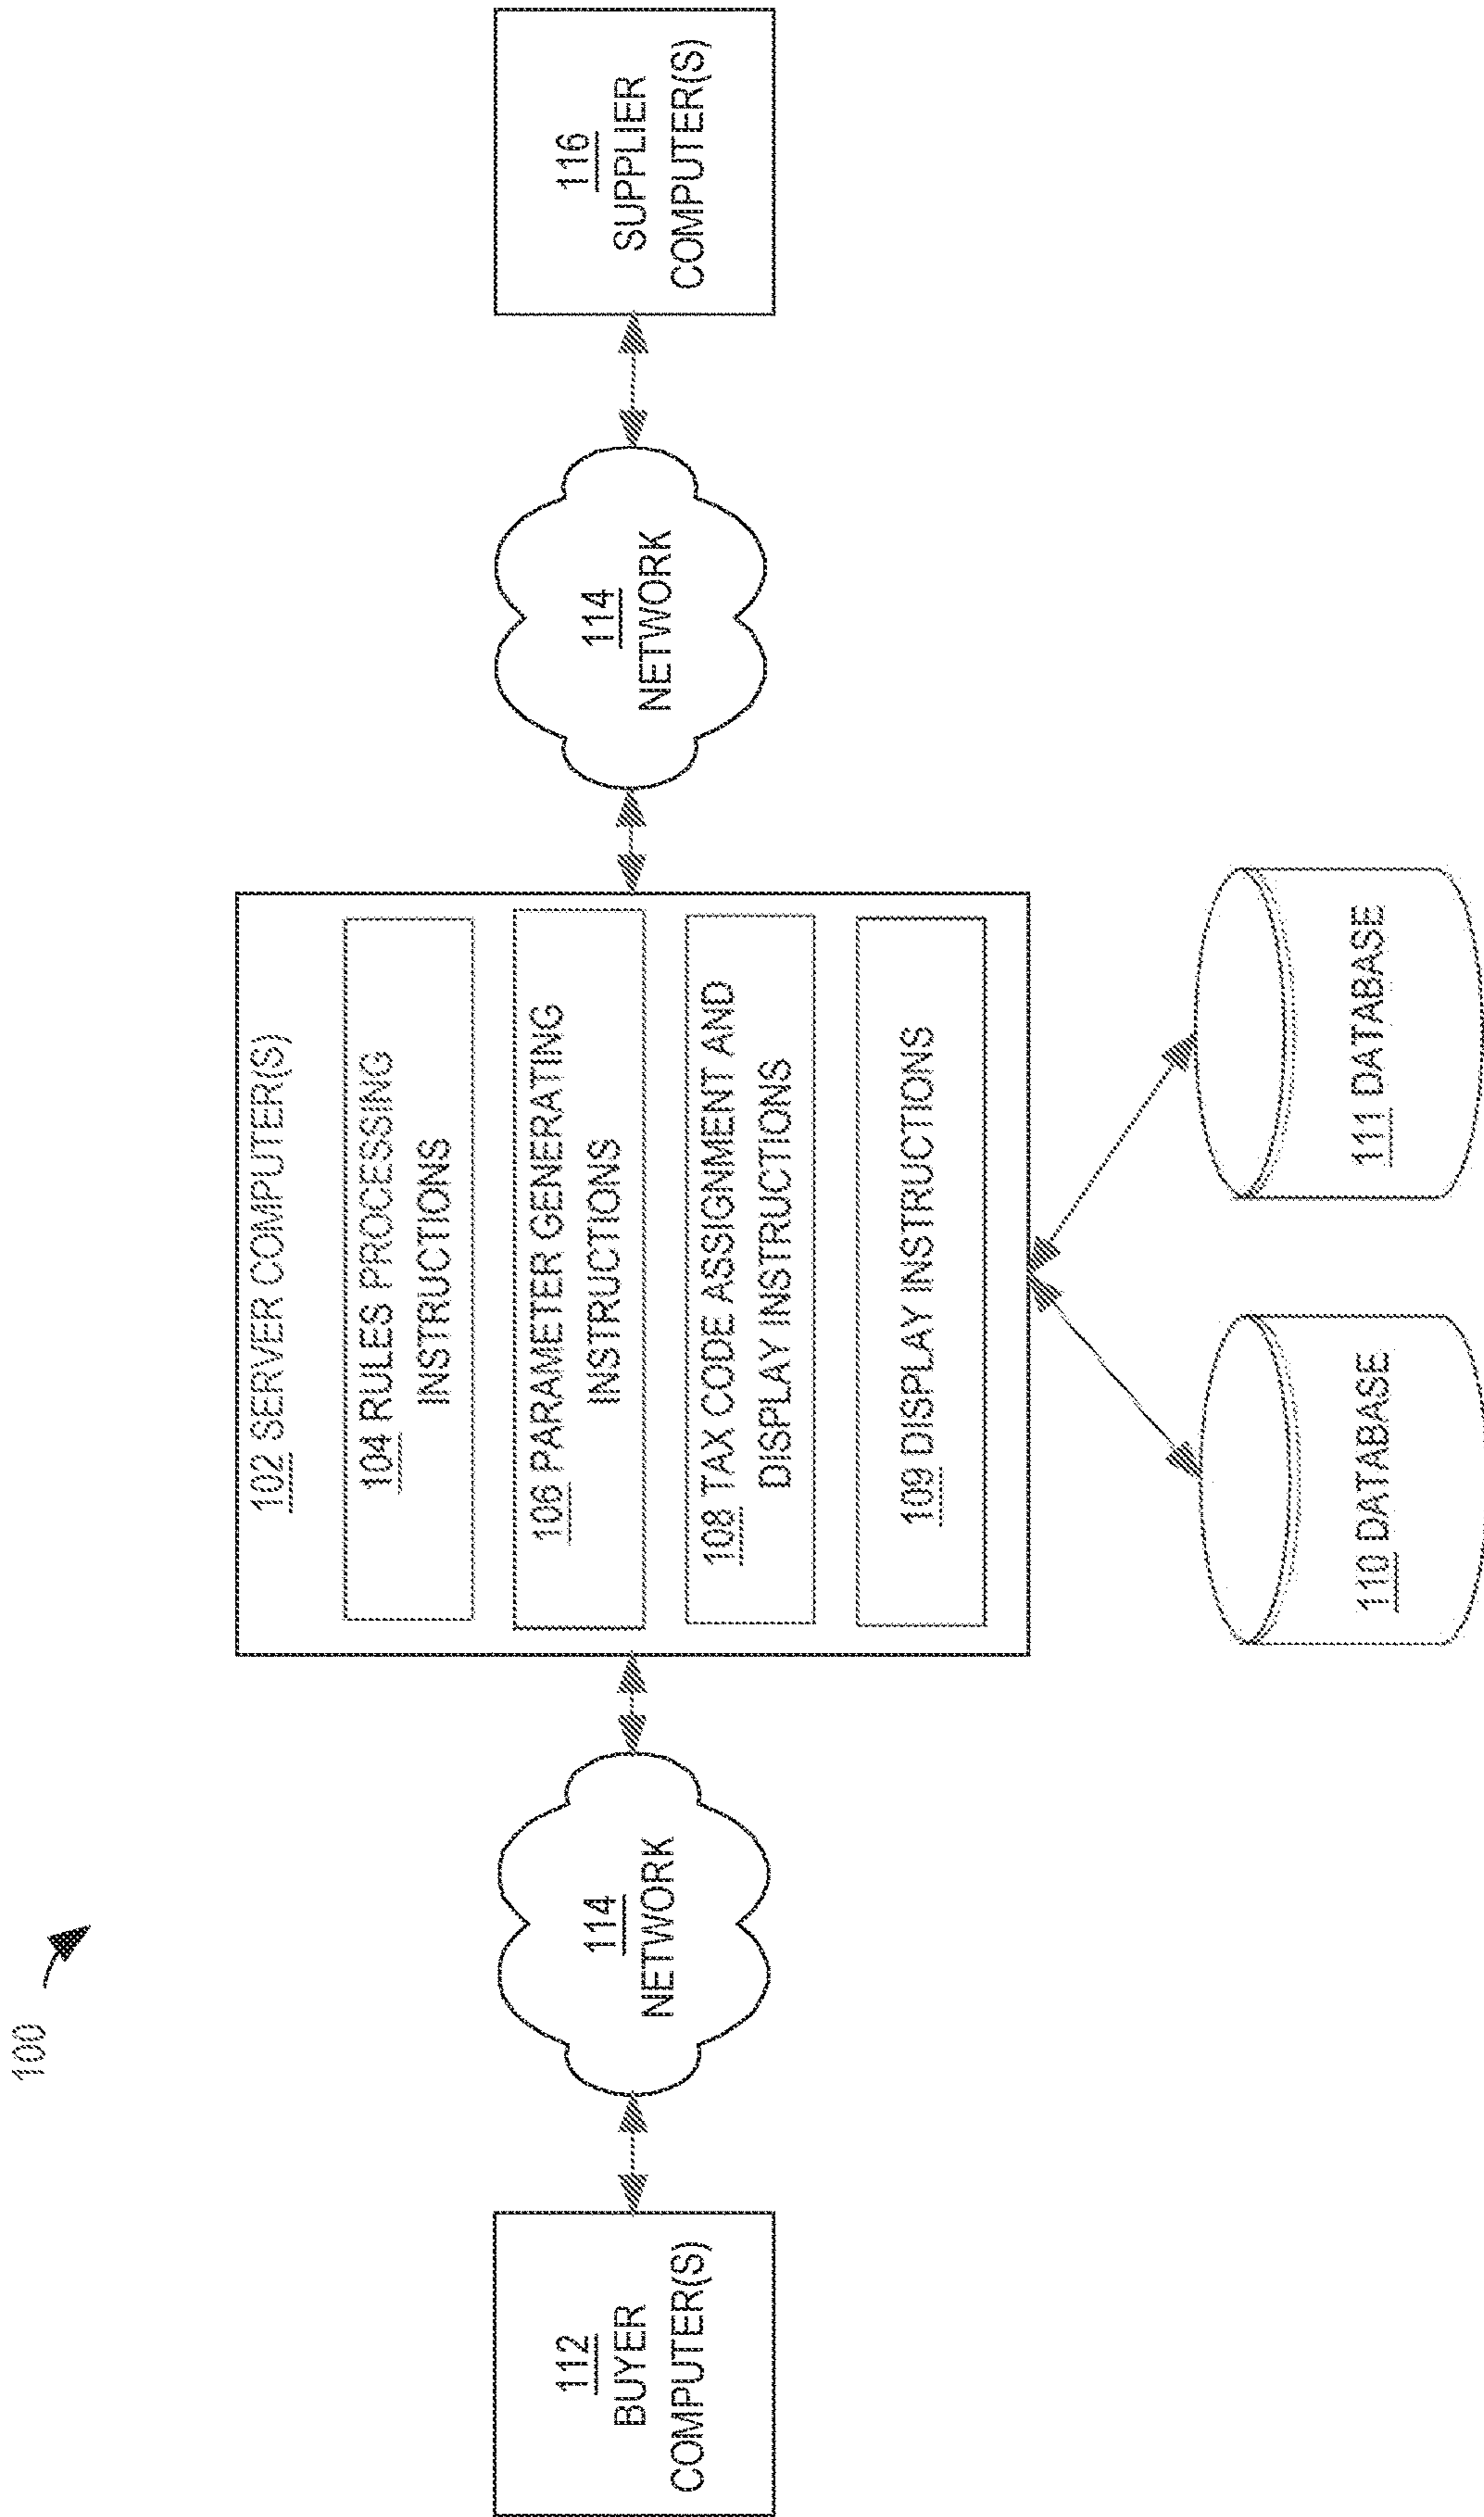 100
112
BUYER
COMPUTER(S)
114
NETWORK
102 SERVER COMPUTER(S)
104 RULES PROCESSING
INSTRUCTIONS
106 PARAMETER GENERATING
INSTRUCTIONS
108 TAX CODE ASSIGNMENT AND
DISPLAY INSTRUCTIONS
109 DISPLAY INSTRUCTIONS
110 DATABASE
111 DATABASE
114
NETWORK
116
SUPPLIER
COMPUTER(S)